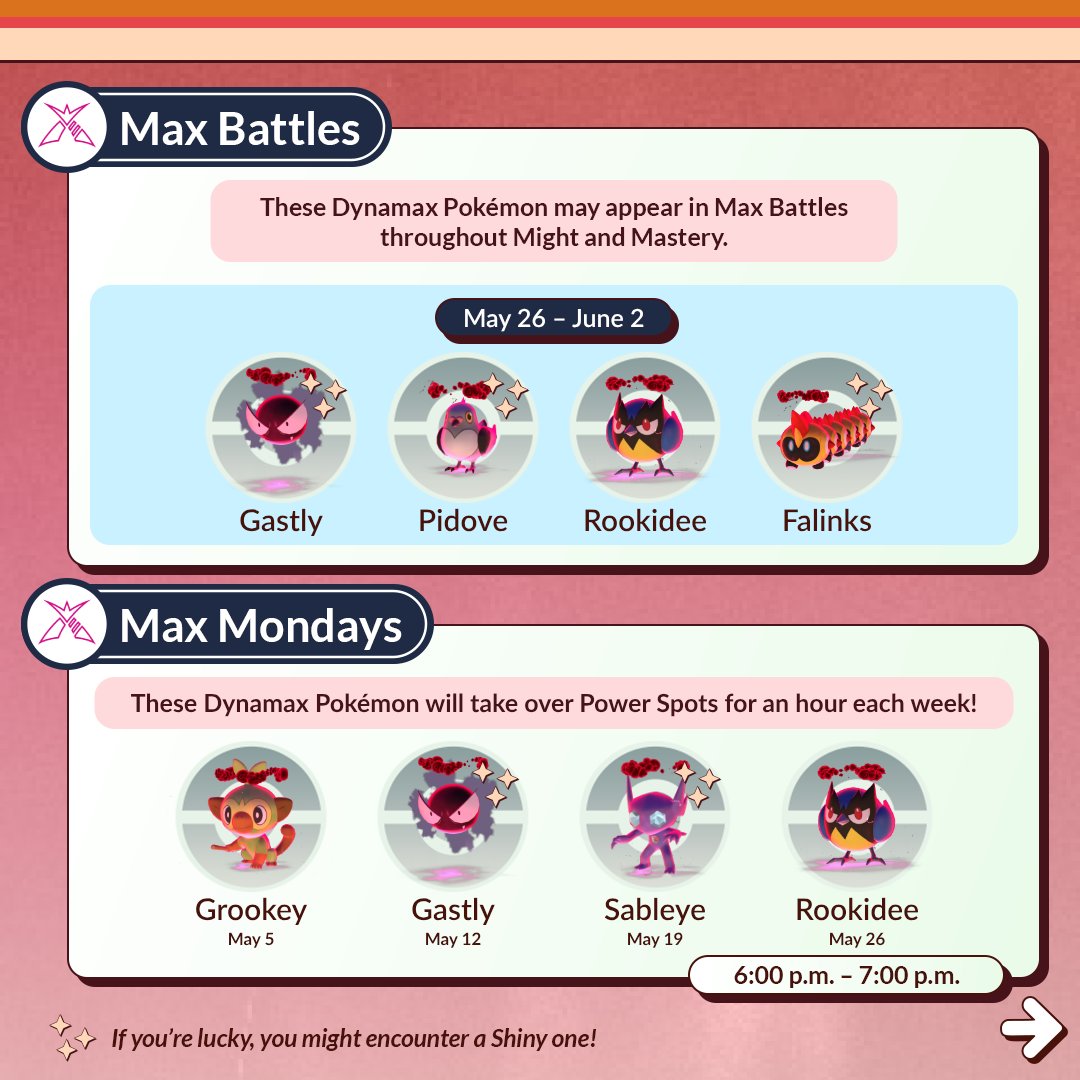 Max Battles
These Dynamax Pokémon may appear in Max Battles
throughout Might and Mastery.
May 26 – June 2
Gastly
Pidove
Rookidee
Falinks
Max Mondays
These Dynamax Pokémon will take over Power Spots for an hour each week!
Grookey
May 5
Gastly
May 12
Sableye
May 19
Rookidee
May 26
6:00 p.m. – 7:00 p.m.
If you’re lucky, you might encounter a Shiny one!